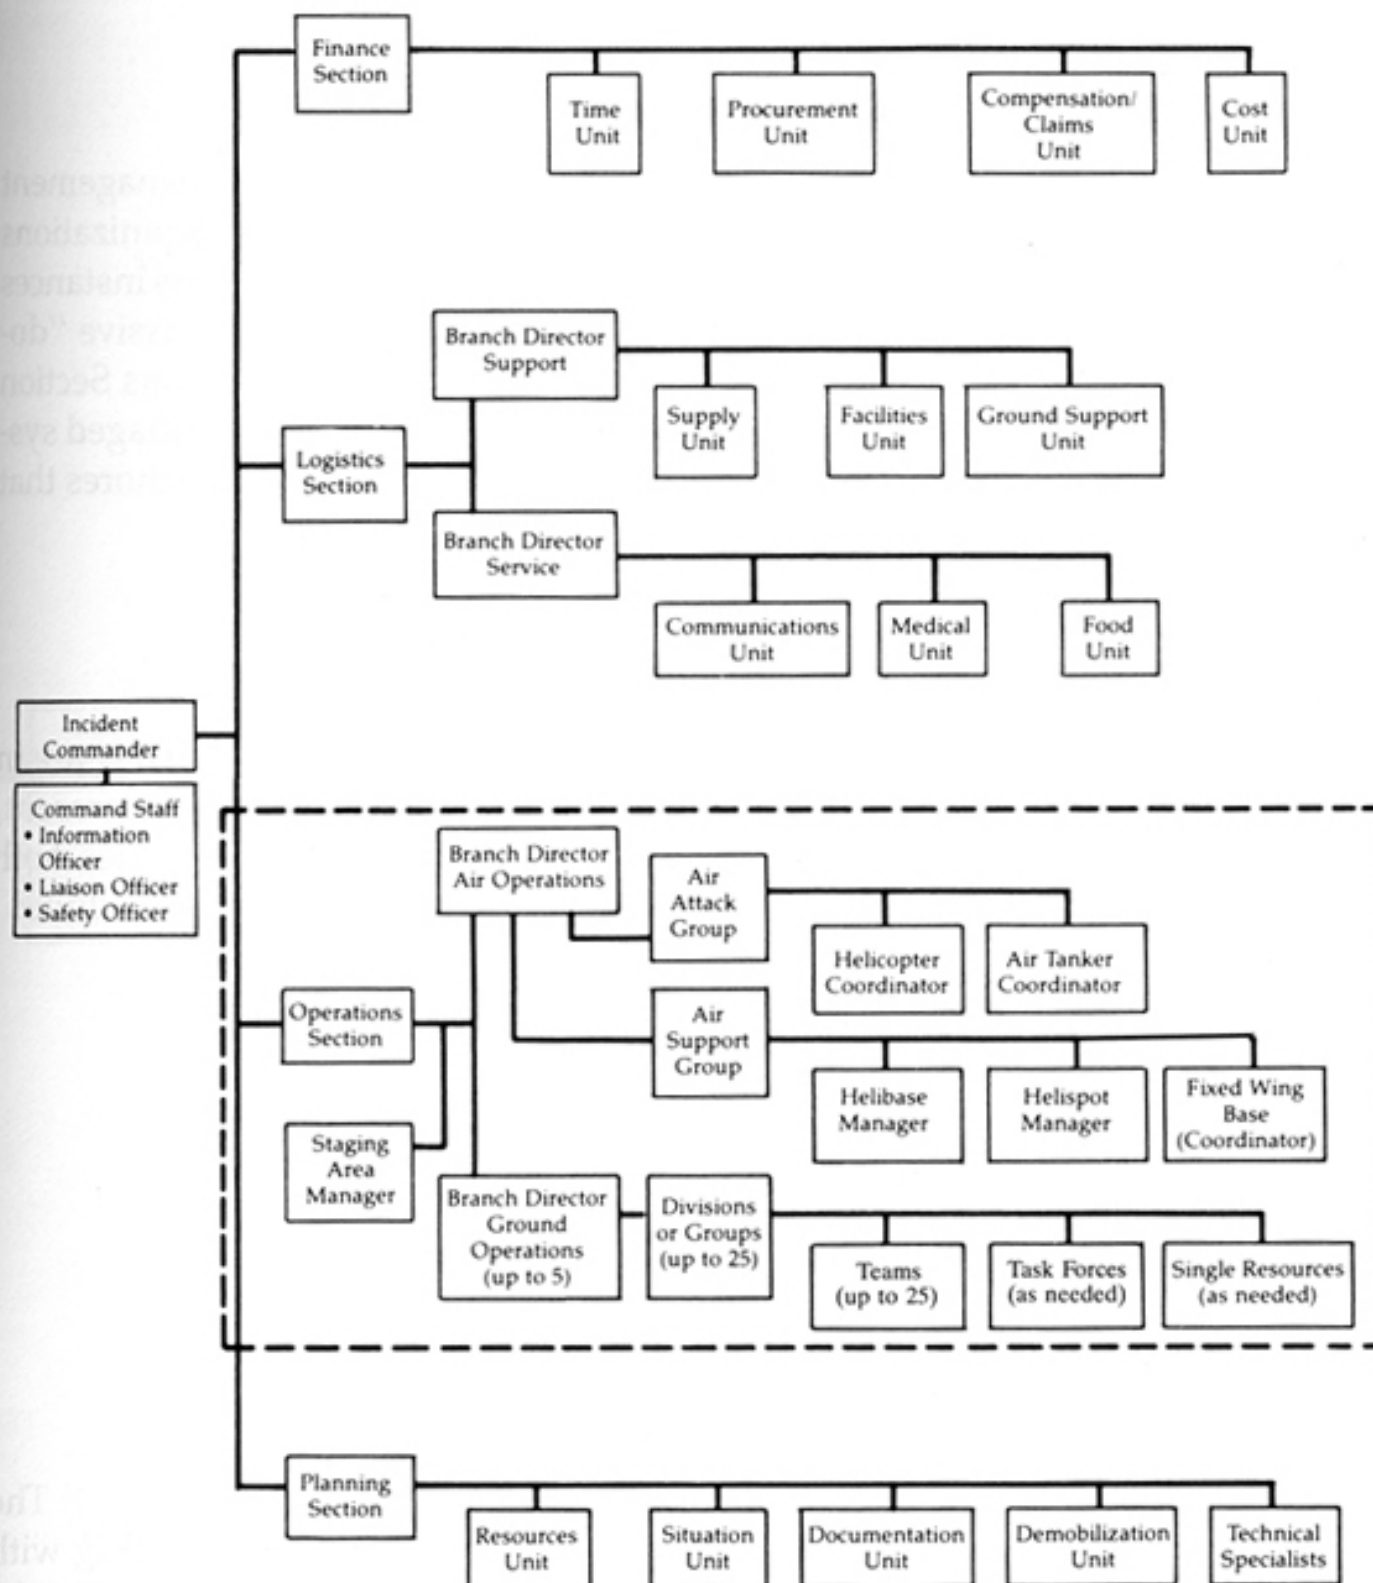 Finance
Section
Time
Unit
Procurement
Unit
Compensation/
Claims
Unit
Cost
Unit
Branch Director
Support
Supply
Unit
Facilities
Unit
Ground Support
Unit
Logistics
Section
Branch Director
Service
Communications
Unit
Medical
Unit
Food
Unit
Incident
Commander
Command Staff
• Information
Officer
• Liaison Officer
• Safety Officer
Branch Director
Air Operations
Air
Attack
Group
Helicopter
Coordinator
Air Tanker
Coordinator
Operations
Section
Air
Support
Group
Helibase
Manager
Helispot
Manager
Fixed Wing
Base
(Coordinator)
Staging
Area
Manager
Branch Director
Ground
Operations
(up to 5)
Divisions
or Groups
(up to 25)
Teams
(up to 25)
Task Forces
(as needed)
Single Resources
(as needed)
Planning
Section
Resources
Unit
Situation
Unit
Documentation
Unit
Demobilization
Unit
Technical
Specialists